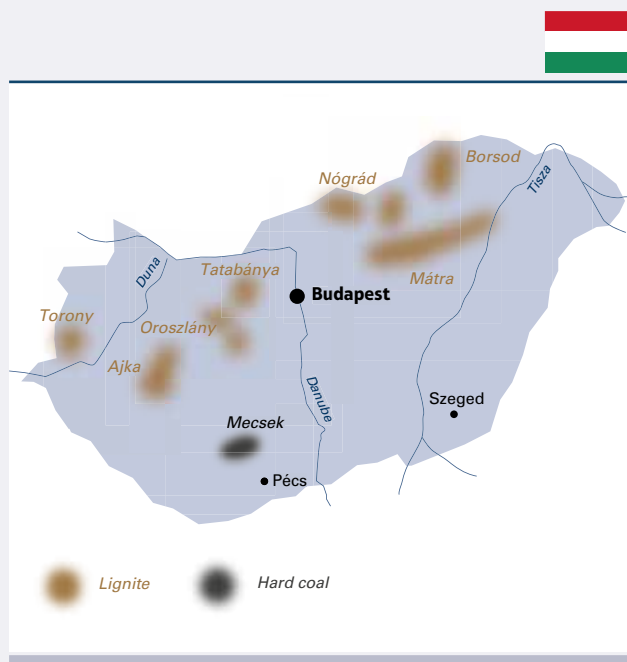 Borsod
Tisza
Nógrád
Tatabánya
Duna
Mátra
Budapest
Torony
Oroszlány
Ajka
Danube
Szeged
Mecsek
Pécs
Lignite
Hard coal